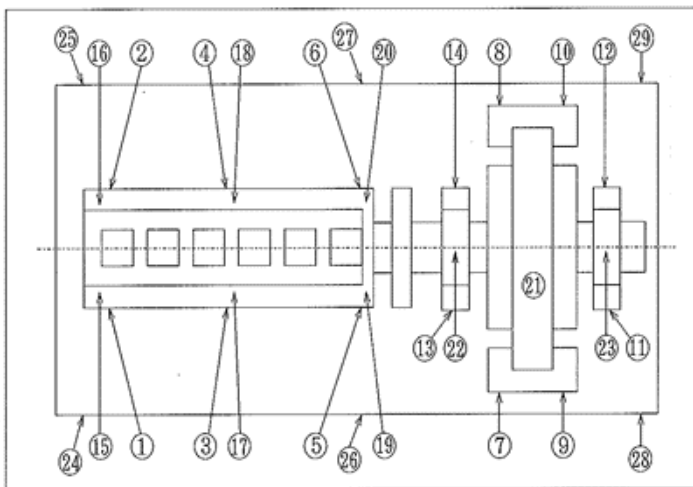 ㉕ ⑯ ② ④ ⑱ ⑥ ㉗ ⑳ ⑭ ⑧ ⑩ ⑫ ㉙
㉑
⑬ ㉒ ㉓ ⑪
㉔ ⑮ ① ③ ⑰ ⑤ ㉖ ⑲ ⑦ ⑨ ㉘